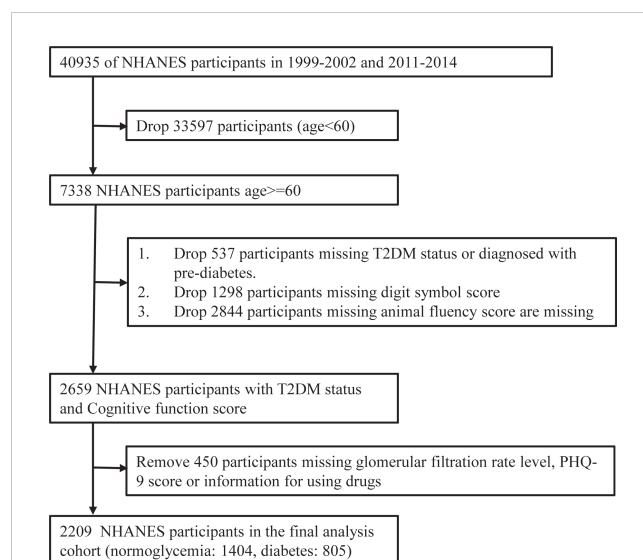 40935 of NHANES participants in 1999-2002 and 2011-2014
Drop 33597 participants (age<60)
7338 NHANES participants age>=60
1. Drop 537 participants missing T2DM status or diagnosed with
pre-diabetes.
2. Drop 1298 participants missing digit symbol score
3. Drop 2844 participants missing animal fluency score are missing
2659 NHANES participants with T2DM status
and Cognitive function score
Remove 450 participants missing glomerular filtration rate level, PHQ-
9 score or information for using drugs
2209 NHANES participants in the final analysis
cohort (normoglycemia: 1404, diabetes: 805)